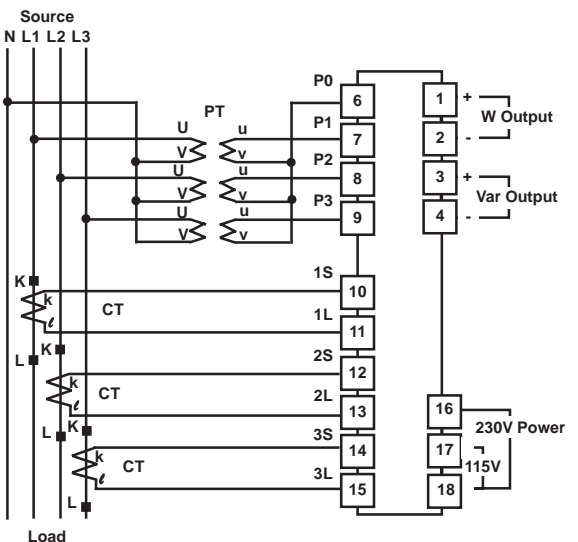 Source
N L1 L2 L3
PT
P0
6
1
+
W Output
U
u
P1
7
2
-
V
v
U
u
P2
8
3
+
Var Output
V
v
U
u
P3
9
4
-
V
v
K
k
ℓ
L
CT
1S
10
1L
11
K
k
ℓ
L
CT
2S
12
2L
13
K
k
ℓ
L
CT
3S
14
3L
15
16
230V Power
17
115V
18
Load